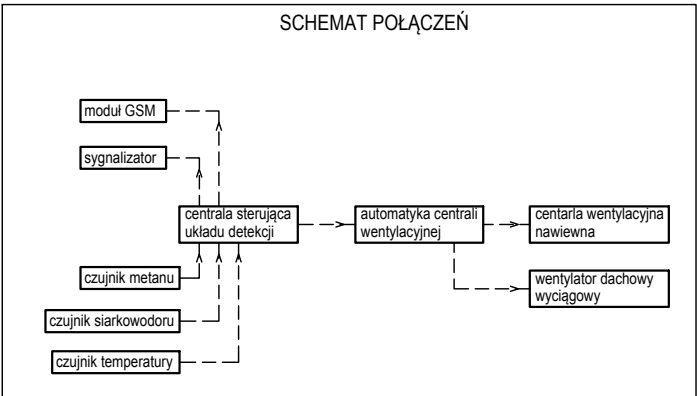 SCHEMAT POŁĄCZEŃ
moduł GSM
sygnalizator
centrala sterująca
układu detekcji
automatyka centrali
wentylacyjnej
centarla wentylacyjna
nawiewna
wentylator dachowy
wyciągowy
czujnik metanu
czujnik siarkowodoru
czujnik temperatury